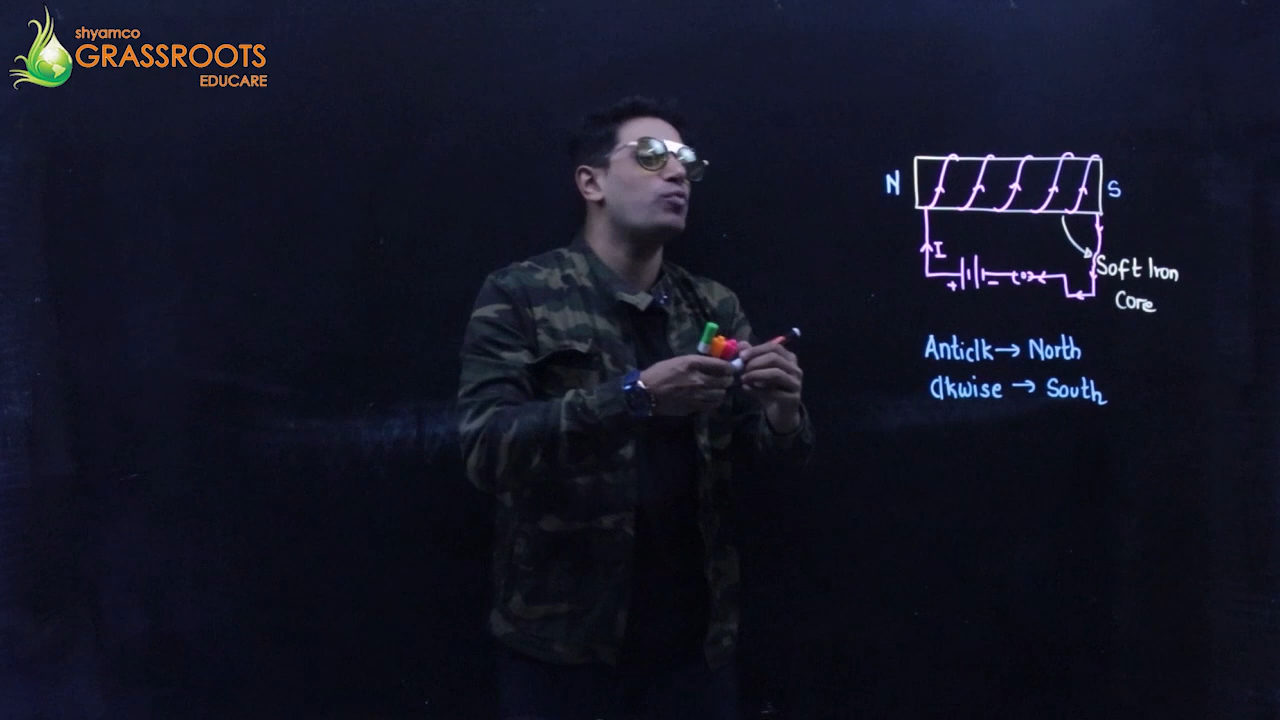 shyamco
GRASSROOTS
EDUCARE
N
S
I
+
-
Soft Iron
Core
Anticlk → North
Clkwise → South